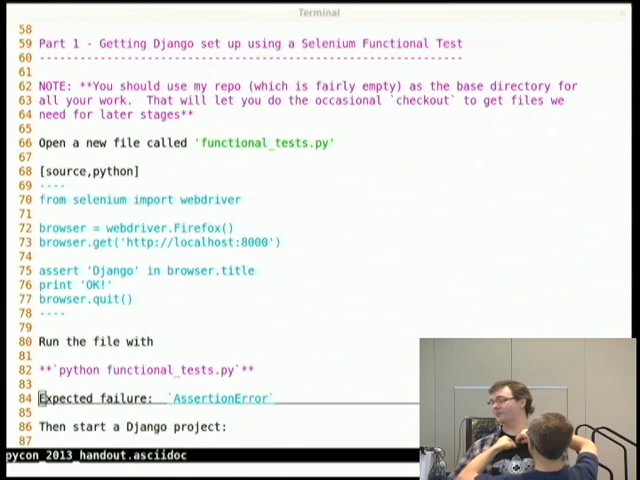 Terminal
58
59 Part 1 - Getting Django set up using a Selenium Functional Test
60 -----------------------------------------------------------
61
62 NOTE: **You should use my repo (which is fairly empty) as the base directory for
63 all your work.  That will let you do the occasional `checkout` to get files we
64 need for later stages**
65
66 Open a new file called 'functional_tests.py'
67
68 [source,python]
69 ----
70 from selenium import webdriver
71
72 browser = webdriver.Firefox()
73 browser.get('http://localhost:8000')
74
75 assert 'Django' in browser.title
76 print 'OK!'
77 browser.quit()
78 ----
79
80 Run the file with
81
82 **`python functional_tests.py`**
83
84 Expected failure:  `AssertionError`
85
86 Then start a Django project:
87
pycon_2013_handout.asciidoc